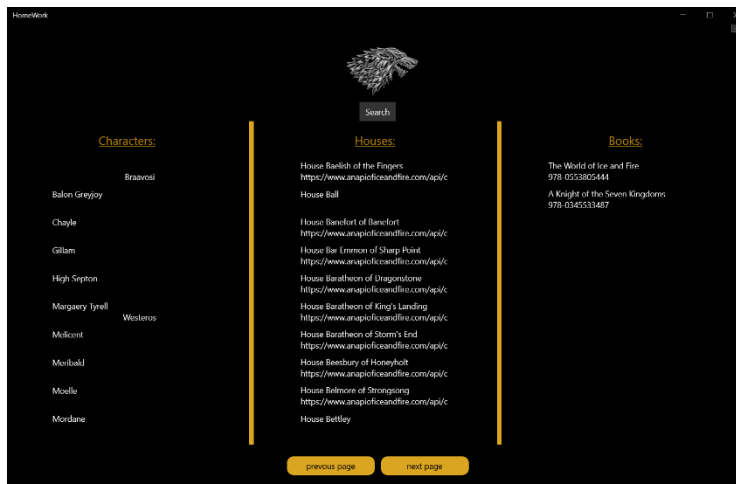 HomeWork
Search
Characters:
Braavosi
Balon Greyjoy
Chayle
Gillam
High Septon
Margaery Tyrell
Westeros
Melicent
Meribald
Moelle
Mordane
Houses:
House Baelish of the Fingers
https://www.anapioficeandfire.com/api/c
House Ball
House Banefort of Banefort
https://www.anapioficeandfire.com/api/c
House Bar Emmon of Sharp Point
https://www.anapioficeandfire.com/api/c
House Baratheon of Dragonstone
https://www.anapioficeandfire.com/api/c
House Baratheon of King's Landing
https://www.anapioficeandfire.com/api/c
House Baratheon of Storm's End
https://www.anapioficeandfire.com/api/c
House Beesbury of Honeyholt
https://www.anapioficeandfire.com/api/c
House Belmore of Strongsong
https://www.anapioficeandfire.com/api/c
House Bettley
Books:
The World of Ice and Fire
978-0553805444
A Knight of the Seven Kingdoms
978-0345533487
prevous page
next page